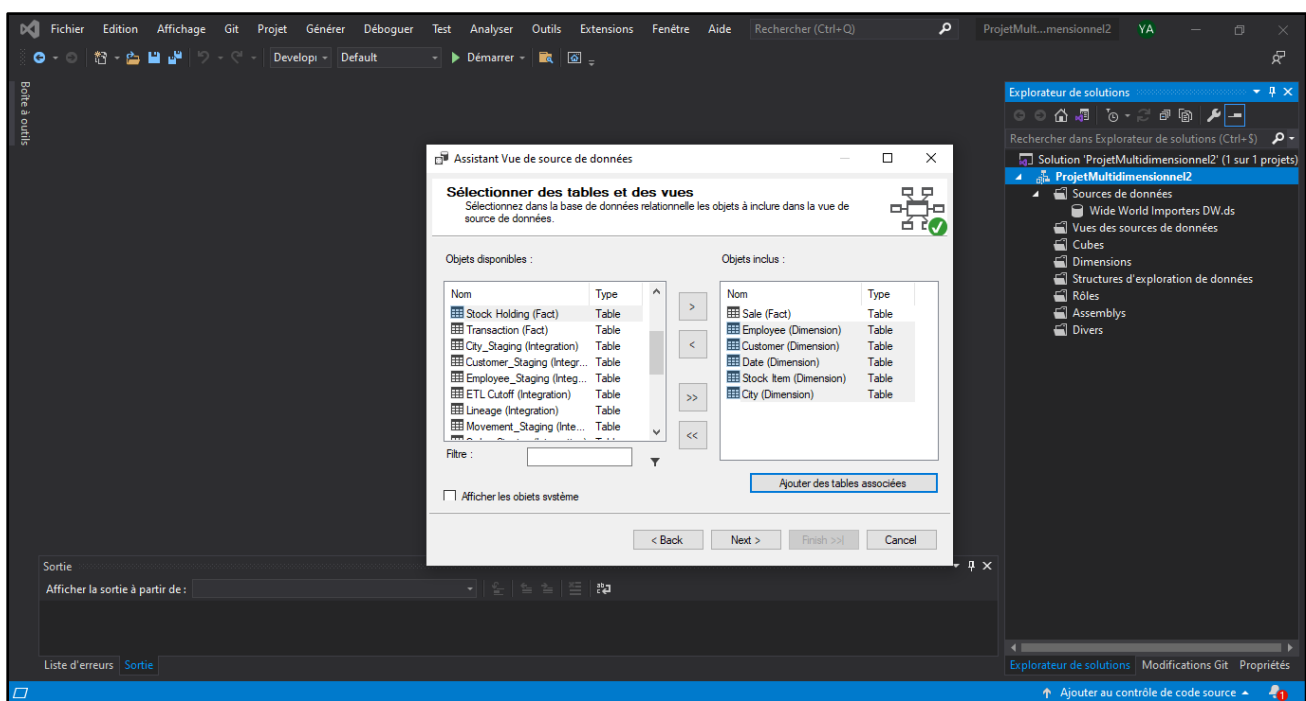 Fichier Edition Affichage Git Projet Générer Déboguer Test Analyser Outils Extensions Fenêtre Aide Rechercher (Ctrl+Q) ProjetMult...mensionnel2 YA
Developı Default Démarrer
Boîte à outils
Explorateur de solutions
Rechercher dans Explorateur de solutions (Ctrl+$)
Solution 'ProjetMultidimensionnel2' (1 sur 1 projets)
ProjetMultidimensionnel2
Sources de données
Wide World Importers DW.ds
Vues des sources de données
Cubes
Dimensions
Structures d'exploration de données
Rôles
Assemblys
Divers
Assistant Vue de source de données
Sélectionner des tables et des vues
Sélectionnez dans la base de données relationnelle les objets à inclure dans la vue de
source de données.
Objets disponibles :
Nom Type
Stock Holding (Fact) Table
Transaction (Fact) Table
City_Staging (Integration) Table
Customer_Staging (Integr... Table
Employee_Staging (Integ... Table
ETL Cutoff (Integration) Table
Lineage (Integration) Table
Movement_Staging (Inte... Table
Filtre :
Afficher les objets système
>
<
>>
<<
Objets inclus :
Nom Type
Sale (Fact) Table
Employee (Dimension) Table
Customer (Dimension) Table
Date (Dimension) Table
Stock Item (Dimension) Table
City (Dimension) Table
Ajouter des tables associées
< Back Next > Finish >>| Cancel
Sortie
Afficher la sortie à partir de :
Liste d'erreurs Sortie
Explorateur de solutions Modifications Git Propriétés
Ajouter au contrôle de code source 1